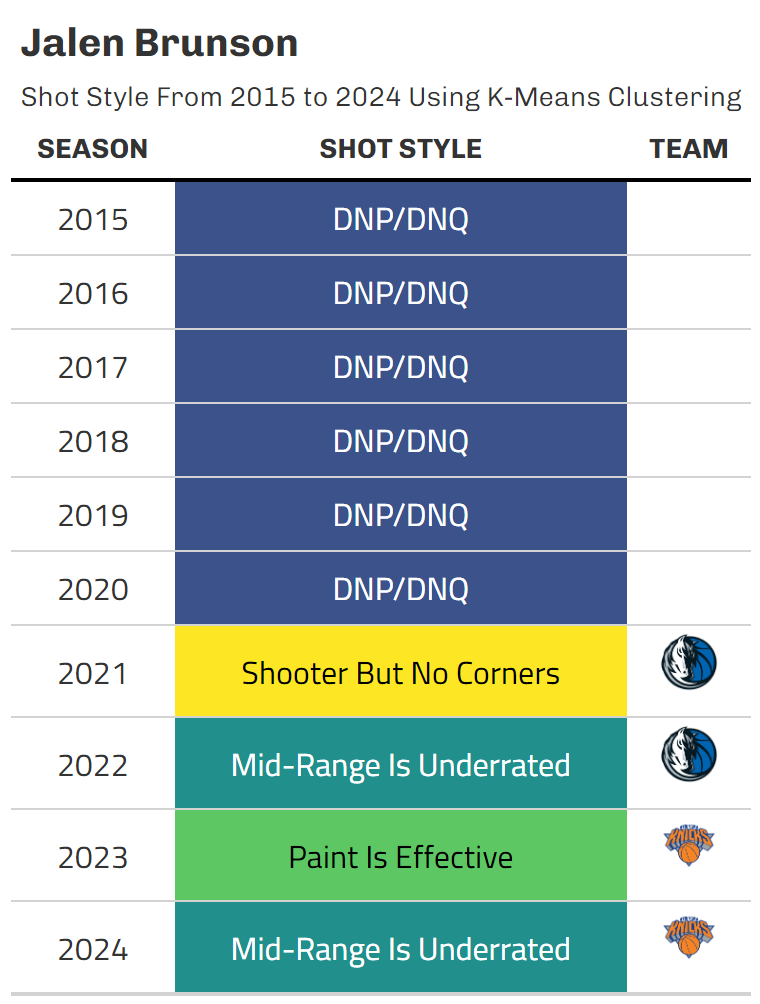 Jalen Brunson
Shot Style From 2015 to 2024 Using K-Means Clustering
SEASON SHOT STYLE TEAM
2015 DNP/DNQ
2016 DNP/DNQ
2017 DNP/DNQ
2018 DNP/DNQ
2019 DNP/DNQ
2020 DNP/DNQ
2021 Shooter But No Corners
2022 Mid-Range Is Underrated
2023 Paint Is Effective KNICKS
2024 Mid-Range Is Underrated KNICKS